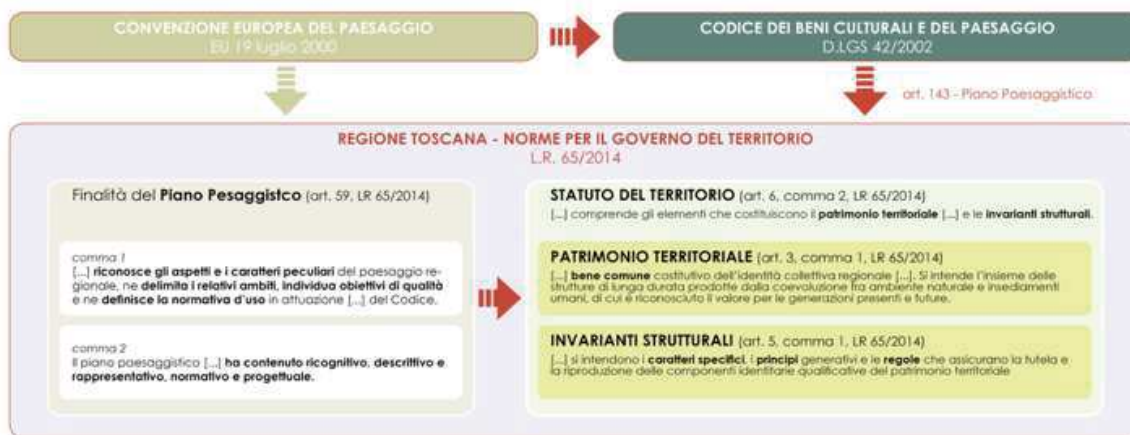 CONVENZIONE EUROPEA DEL PAESAGGIO
EU 19 luglio 2000
CODICE DEI BENI CULTURALI E DEL PAESAGGIO
D.LGS 42/2002
art. 143 - Piano Paesaggistico
REGIONE TOSCANA - NORME PER IL GOVERNO DEL TERRITORIO
L.R. 65/2014
Finalità del Piano Pesaggistco (art. 59, LR 65/2014)
comma 1
[...] riconosce gli aspetti e i caratteri peculiari del paesaggio re-
gionale, ne delimita i relativi ambiti, individua obiettivi di qualità
e ne definisce la normativa d'uso in attuazione [...] del Codice.
comma 2
Il piano paesaggistico [...] ha contenuto ricognitivo, descrittivo e
rappresentativo, normativo e progettuale.
STATUTO DEL TERRITORIO (art. 6, comma 2, LR 65/2014)
[...] comprende gli elementi che costituiscono il patrimonio territoriale [...] e le invarianti strutturali.
PATRIMONIO TERRITORIALE (art. 3, comma 1, LR 65/2014)
[...] bene comune costitutivo dell'identità collettiva regionale [...]. Si intende l'insieme delle
strutture di lunga durata prodotte dalla coevoluzione fra ambiente naturale e insediamenti
umani, di cui è riconosciuto il valore per le generazioni presenti e future.
INVARIANTI STRUTTURALI (art. 5, comma 1, LR 65/2014)
[...] si intendono i caratteri specifici, i principi generativi e le regole che assicurano la tutela e
la riproduzione delle componenti identitarie qualificative del patrimonio territoriale